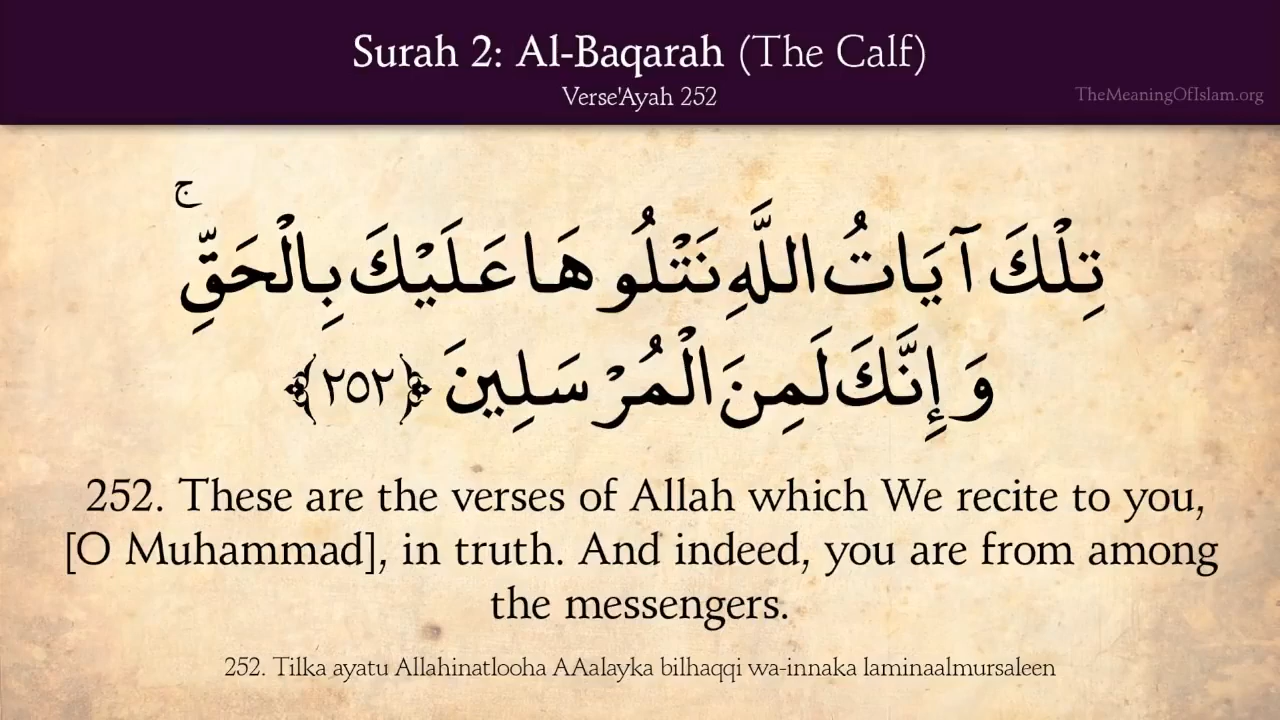 Surah 2: Al-Baqarah (The Calf)
Verse'Ayah 252
TheMeaningOfIslam.org
تِلْكَ آيَاتُ اللَّهِ نَتْلُوهَا عَلَيْكَ بِالْحَقِّ ۚ
وَإِنَّكَ لَمِنَ الْمُرْسَلِينَ ﴿٢٥٢﴾
252. These are the verses of Allah which We recite to you,
[O Muhammad], in truth. And indeed, you are from among
the messengers.
252. Tilka ayatu Allahinatlooha AAalayka bilhaqqi wa-innaka laminaalmursaleen